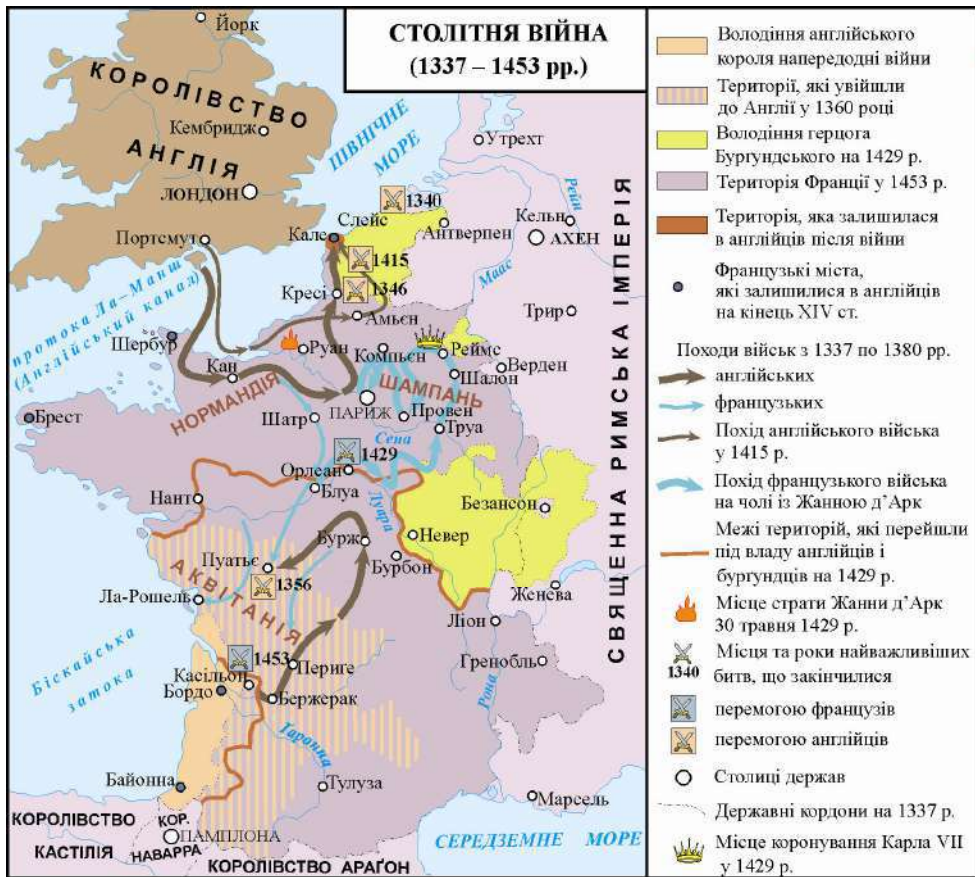 СТОЛІТНЯ ВІЙНА
(1337 – 1453 рр.)
Йорк
КОРОЛІВСТВО
Кембридж
АНГЛІЯ
ЛОНДОН
ПІВНІЧНЕ
МОРЕ
Утрехт
Рейн
1340
Слейс
Портсмут
Кале
Антверпен
Кельн
АХЕН
1415
Маас
протока Ла–Манш
(Англійський канал)
1346
Кресі
Амьєн
Трир
Шербур
Руан
Компьєн
Реймс
Верден
Кан
Шалон
НОРМАНДІЯ
ШАМПАНЬ
ПАРИЖ
Брест
Шатр
Провен
Труа
Сена
1429
Орлеан
Блуа
Луара
Нант
Безансон
Невер
Бурж
Пуатьє
Бурбон
1356
АКВІТАНІЯ
Женева
Ла-Рошель
Ліон
Гренобль
1453
Периге
Касільон
Бордо
Бержерак
Біскайська
затока
Рона
Гаронна
Байонна
Тулуза
Марсель
КОРОЛІВСТВО
КАСТІЛІЯ
КОР.
НАВАРРА
ПАМПЛОНА
КОРОЛІВСТВО АРАҐОН
СЕРЕДЗЕМНЕ МОРЕ
СВЯЩЕННА РИМСЬКА ІМПЕРІЯ
Володіння англійського
короля напередодні війни
Території, які увійшли
до Англії у 1360 році
Володіння герцога
Бургундського на 1429 р.
Територія Франції у 1453 р.
Територія, яка залишилася
в англійців після війни
Французькі міста,
які залишилися в англійців
на кінець XIV ст.
Походи військ з 1337 по 1380 рр.
англійських
французьких
Похід англійського війська
у 1415 р.
Похід французького війська
на чолі із Жанною д’Арк
Межі територій, які перейшли
під владу англійців і
бургундців на 1429 р.
Місце страти Жанни д’Арк
30 травня 1429 р.
1340
Місця та роки найважливіших
битв, що закінчилися
перемогою французів
перемогою англійців
Столиці держав
Державні кордони на 1337 р.
Місце коронування Карла VII
у 1429 р.